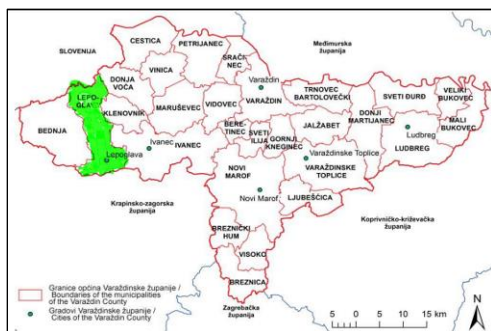 SLOVENIJA
CESTICA
PETRIJANEC
Međimurska
županija
SRAČI
NEC
DONJA
VOĆA
VINICA
Varaždin
LEPO-
GLAVA
VARAŽDIN
TRNOVEC
BARTOLOVEČKI
SVETI ĐURĐ
VELIKI
BUKOVEC
KLENOVNIK
MARUŠEVEC
VIDOVEC
DONJI
MARTIJANEC
MALI
BUKOVEC
BEDNJA
BERE-
TINEC
SVETI
ILIJA
GORNJI
KNEGINEC
JALŽABET
Ludbreg
LUDBREG
Ivanec
IVANEC
Lepoglava
Varaždinske Toplice
VARAŽDINSKE
TOPLICE
NOVI
MAROF
Novi Marof
LJUBEŠĆICA
Krapinsko-zagorska
županija
Koprivničko-križevačka
županija
BREZNIČKI
HUM
VISOKO
BREZNICA
Zagrebačka
županija
Granice općina Varaždinske županije /
Boundaries of the municipalities
of the Varaždin County
Gradovi Varaždinske županije /
Cities of the Varaždin County
5 0 5 10 15 km
N